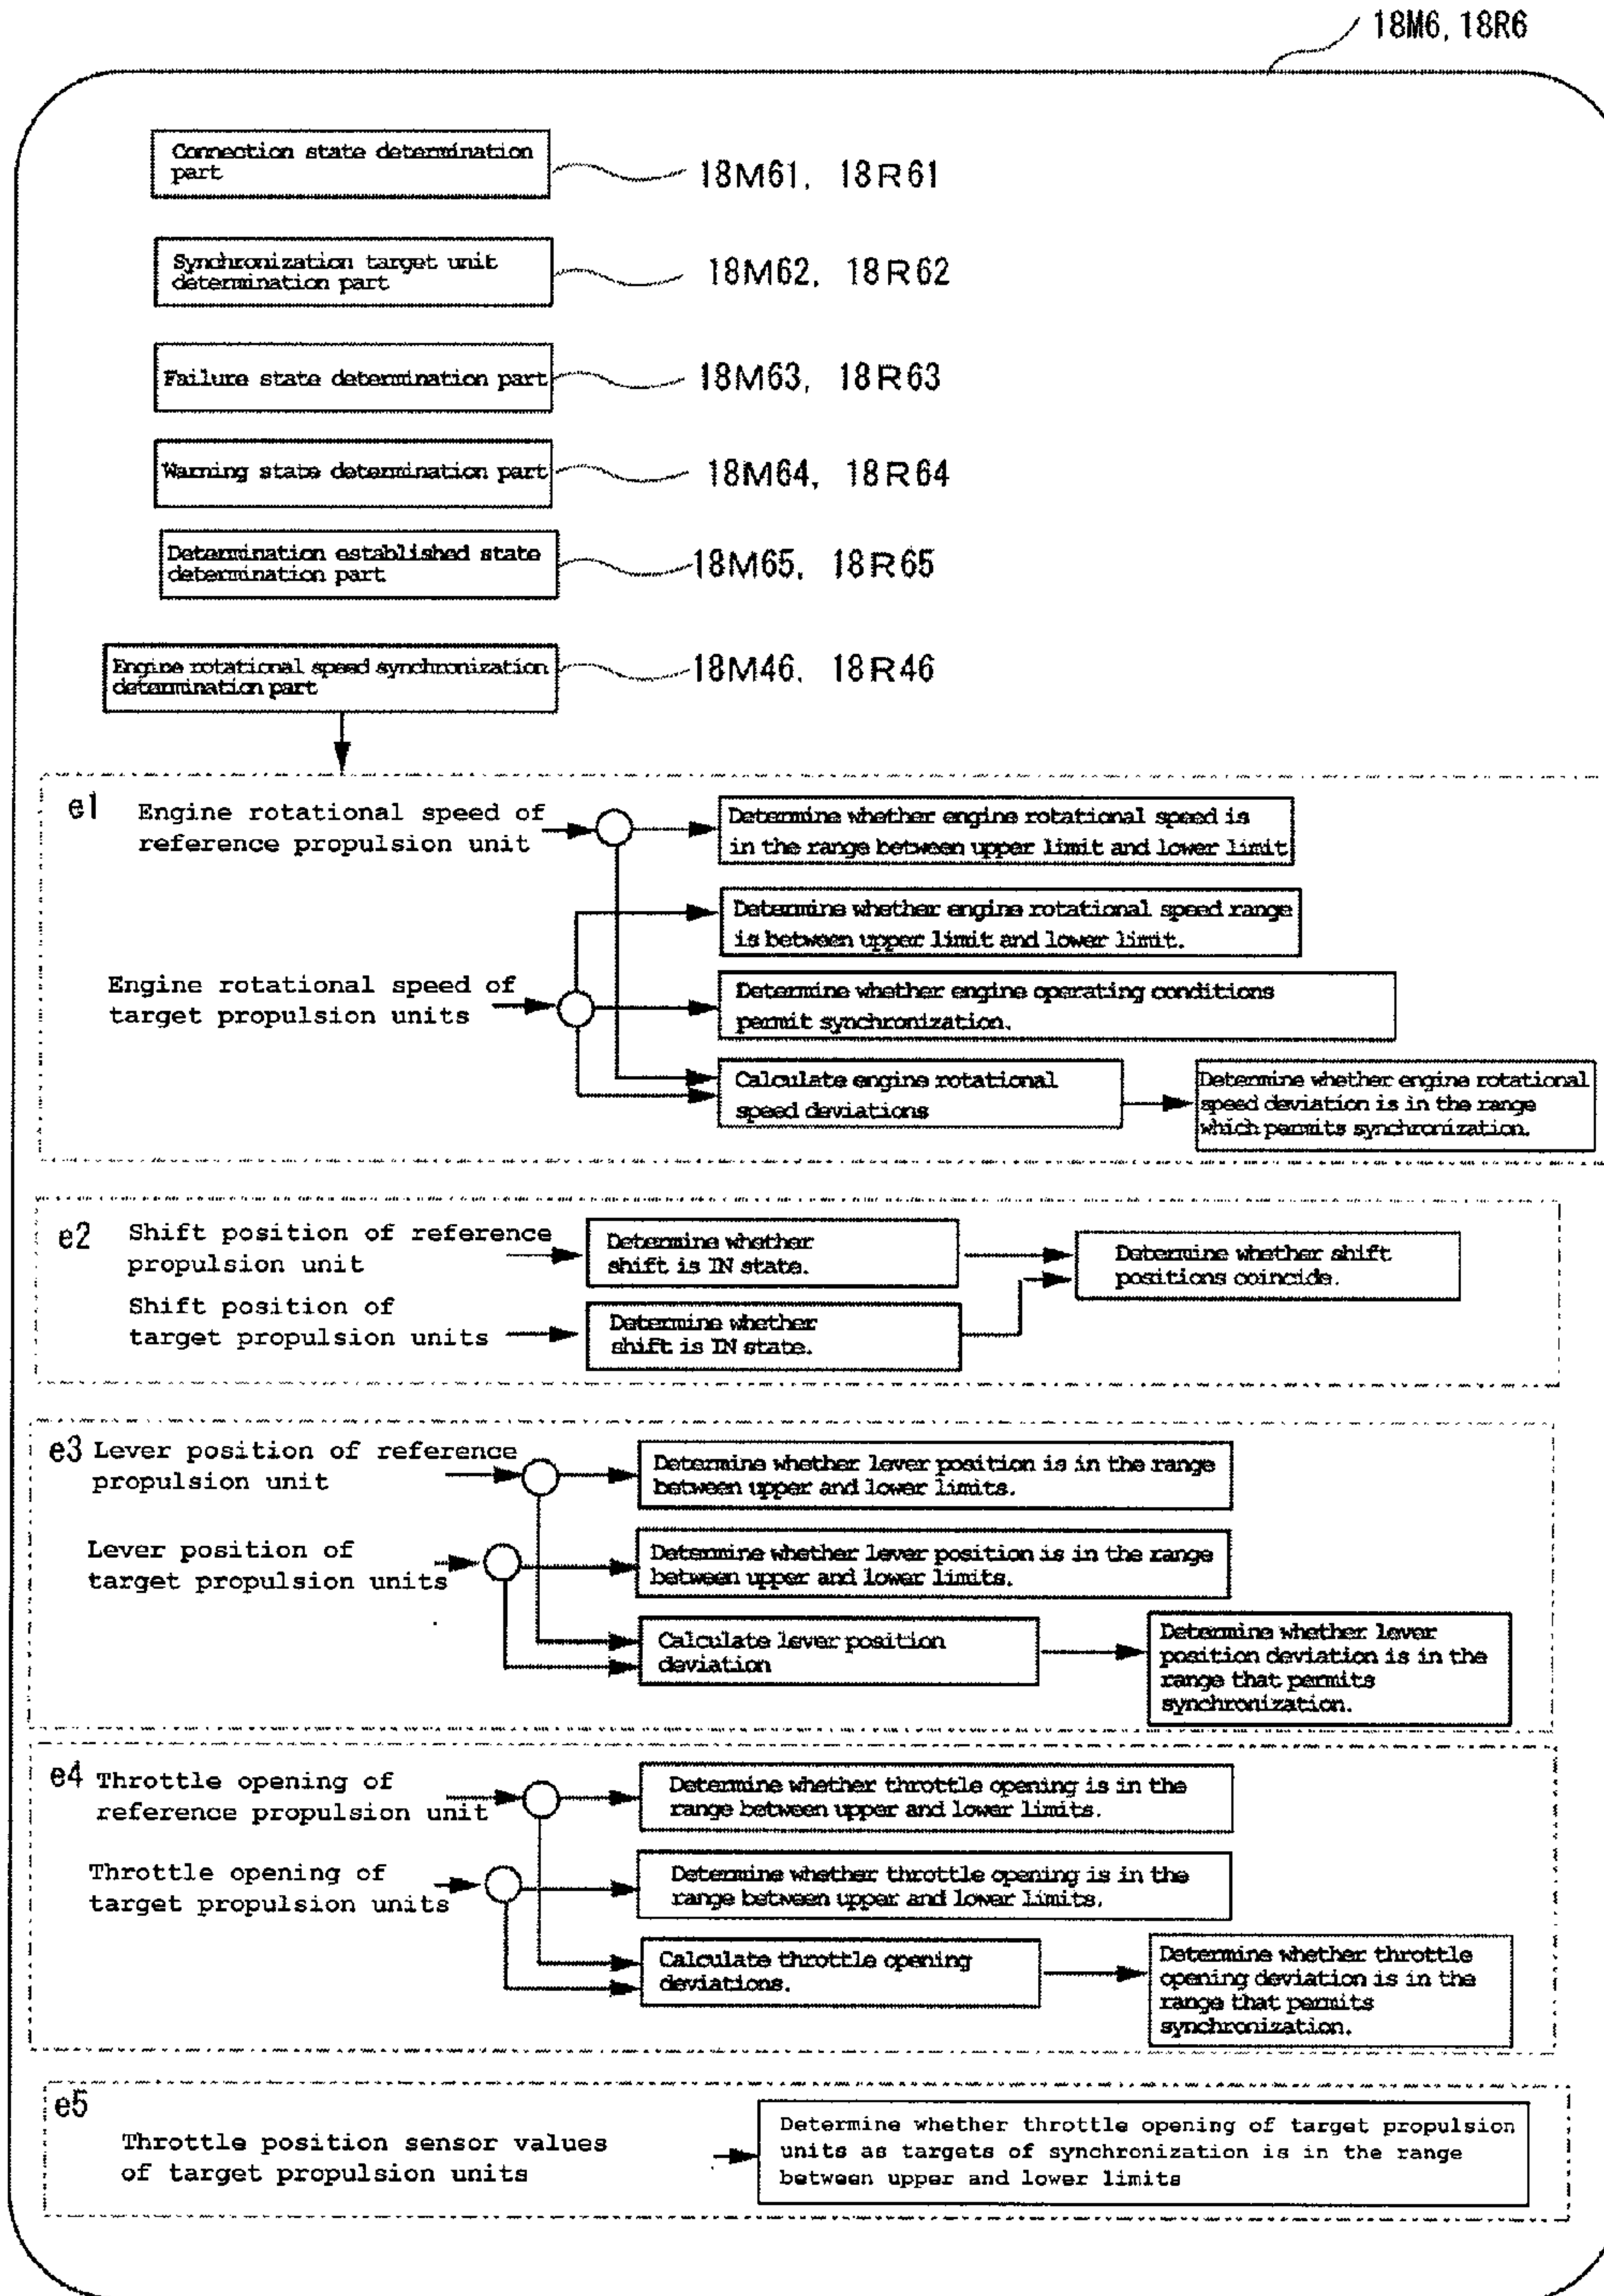 18M6, 18R6
Connection state determination
part
18M61, 18R61
Synchronization target unit
determination part
18M62, 18R62
Failure state determination part
18M63, 18R63
Warning state determination part
18M64, 18R64
Determination established state
determination part
18M65, 18R65
Engine rotational speed synchronization
determination part
18M46, 18R46
e1
Engine rotational speed of
reference propulsion unit
Determine whether engine rotational speed is
in the range between upper limit and lower limit
Determine whether engine rotational speed range
is between upper limit and lower limit.
Engine rotational speed of
target propulsion units
Determine whether engine operating conditions
permit synchronization.
Calculate engine rotational
speed deviations
Determine whether engine rotational
speed deviation is in the range
which permits synchronization.
e2
Shift position of reference
propulsion unit
Determine whether
shift is IN state.
Determine whether shift
positions coincide.
Shift position of
target propulsion units
Determine whether
shift is IN state.
e3
Lever position of reference
propulsion unit
Determine whether lever position is in the range
between upper and lower limits.
Lever position of
target propulsion units
Determine whether lever position is in the range
between upper and lower limits.
Calculate lever position
deviation
Determine whether lever
position deviation is in the
range that permits
synchronization.
e4
Throttle opening of
reference propulsion unit
Determine whether throttle opening is in the
range between upper and lower limits.
Throttle opening of
target propulsion units
Determine whether throttle opening is in the
range between upper and lower limits.
Calculate throttle opening
deviations.
Determine whether throttle
opening deviation is in the
range that permits
synchronization.
e5
Throttle position sensor values
of target propulsion units
Determine whether throttle opening of target propulsion
units as targets of synchronization is in the range
between upper and lower limits